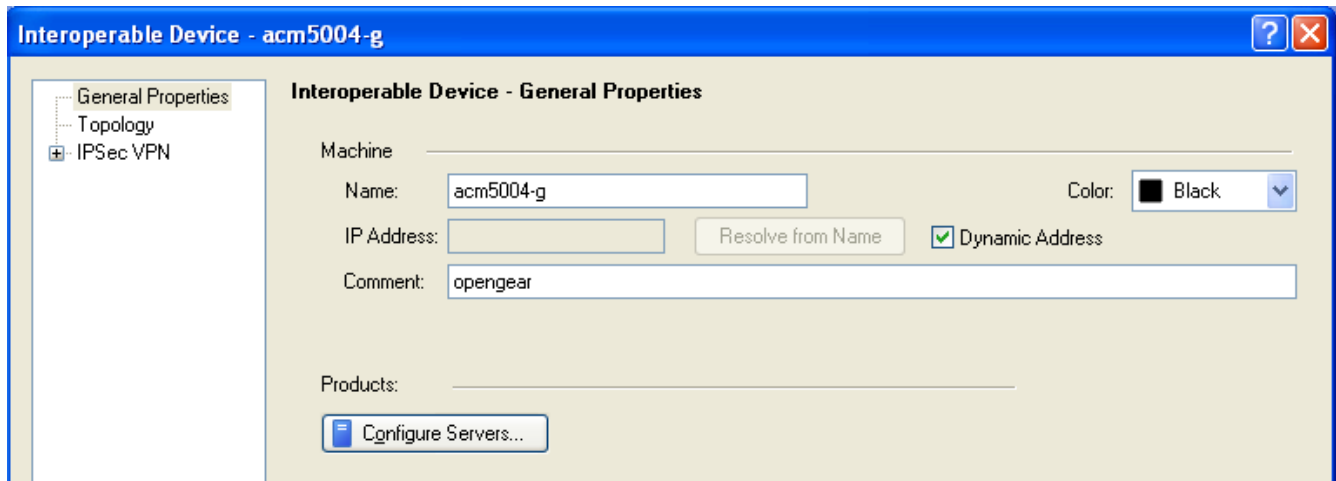 Interoperable Device - acm5004-g
General Properties
Topology
IPSec VPN
Interoperable Device - General Properties
Machine
Name: acm5004-g Color: Black
IP Address: Resolve from Name Dynamic Address
Comment: opengear
Products:
Configure Servers...